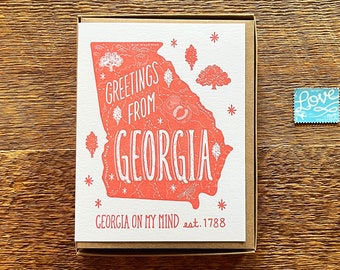 GREETINGS
FROM
GEORGIA
GEORGIA ON MY MIND est. 1788
Love